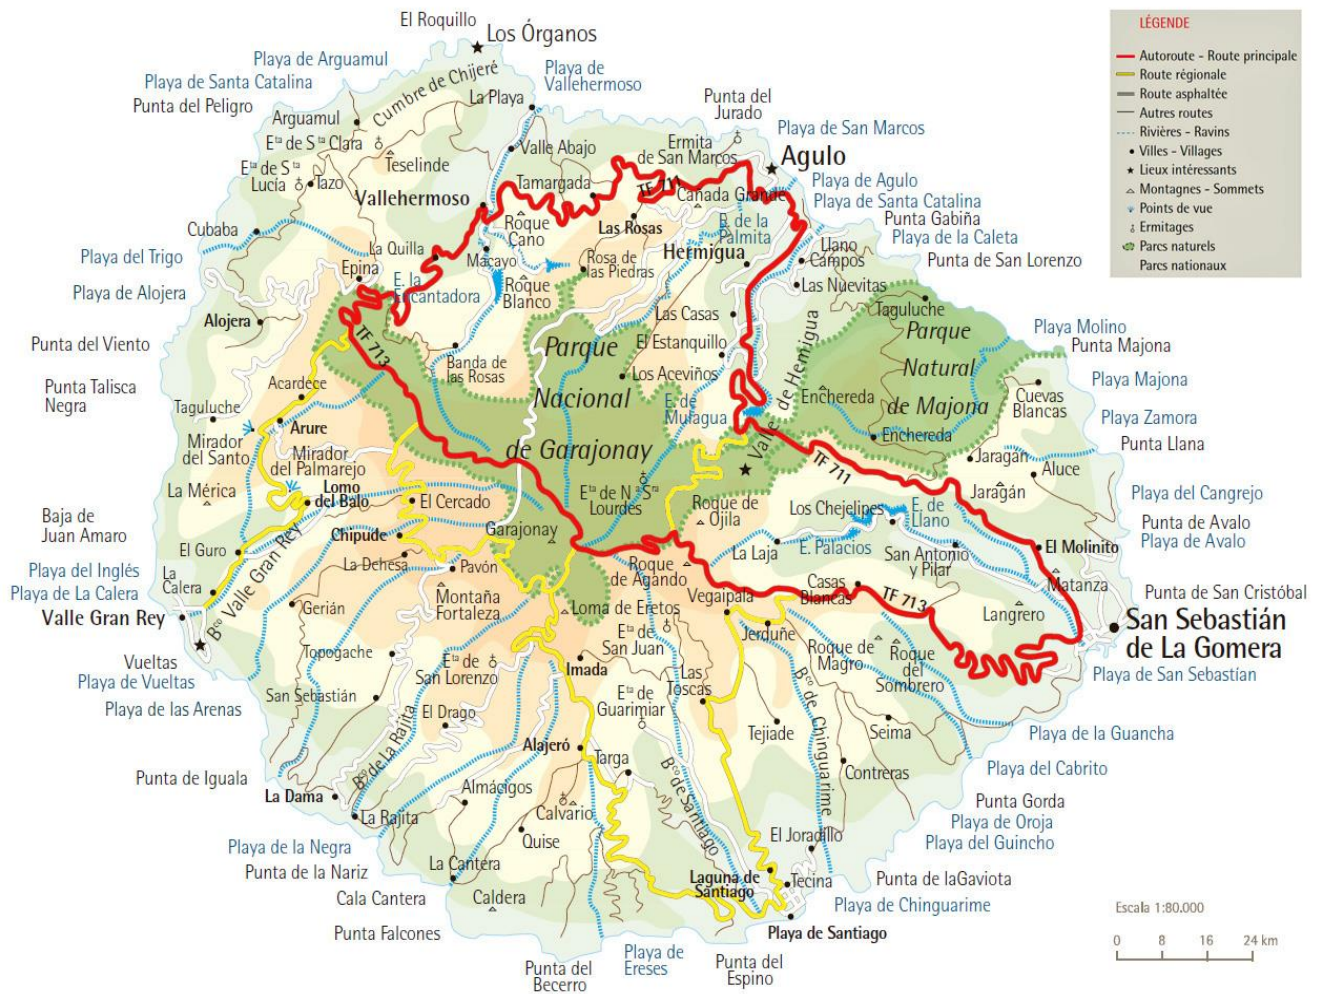 El Roquillo
Los Órganos
Playa de Arguamul
Playa de Santa Catalina
Punta del Peligro
Cumbre de Chijeré
La Playa
Playa de
Vallehermoso
Arguamul
Eta de Sta Clara
Teselinde
Eta de Sta
Lucía
Tazo
Valle Abajo
Tamargada
Vallehermoso
Punta del
Jurado
Ermita
de San Marcos
Playa de San Marcos
Agulo
TF 711
Cañada Grande
Playa de Agulo
Playa de Santa Catalina
Punta Gabiña
Playa de la Caleta
Punta de San Lorenzo
Cubaba
Playa del Trigo
Playa de Alojera
La Quilla
Epina
Roque
Cano
Macayo
Las Rosas
E. de la
Palmita
Hermigua
Rosa de
las Piedras
Llano
Campos
Las Nuevitas
E. la
Encantadora
Roque
Blanco
Alojera
Punta del Viento
Punta Talisca
Negra
TF 713
Banda de
las Rosas
Parque
Nacional
de Garajonay
Las Casas
El Estanquillo
Los Aceviños
E. de
Mulagua
Valle de Hemigua
Taguluche
Parque
Natural
de Majona
Enchereda
Enchereda
Playa Molino
Punta Majona
Playa Majona
Cuevas
Blancas
Playa Zamora
Punta Llana
Acardece
Taguluche
Arure
Mirador
del Santo
Mirador
del Palmarejo
La Mérica
Lomo
del Balo
El Cercado
Chipude
Garajonay
Eta de Na Sa
Lourdes
Roque de
Ojila
TF 711
Jaragán
Aluce
Jaragán
Los Chejelipes
E. de
Llano
E. Palacios
La Laja
San Antonio
y Pilar
El Molinito
Playa del Cangrejo
Punta de Avalo
Playa de Avalo
Baja de
Juan Amaro
El Guro
Playa del Inglés
Playa de La Calera
La
Calera
Valle Gran Rey
Bco Valle Gran Rey
La Dehesa
Pavón
Montaña
Fortaleza
Gerián
Roque
de Agando
Vegaipala
Casas
Blancas
TF 713
Matanza
Langrero
Punta de San Cristóbal
San Sebastián
de La Gomera
Playa de San Sebastían
Loma de Eretos
Eta de
San Juan
Jerduñe
Roque de
Magro
Roque
del
Sombrero
Vueltas
Playa de Vueltas
Playa de las Arenas
Topogache
San Sebastián
Eta de
San Lorenzo
Imada
Las
Toscas
Eta de
Guarimiar
El Drago
Bco de La Rajita
Bco de Chinguarime
Tejiade
Seima
Playa de la Guancha
Playa del Cabrito
Alajeró
Targa
Contreras
Punta de Iguala
La Dama
La Rajita
Almácigos
Calvario
Quise
Bco de Santiago
El Joradillo
Punta Gorda
Playa de Oroja
Playa del Guincho
Playa de la Negra
Punta de la Nariz
Cala Cantera
Punta Falcones
La Cantera
Caldera
Laguna de
Santiago
Tecina
Punta de laGaviota
Playa de Chinguarime
Playa de Santiago
Punta del
Becerro
Playa de
Ereses
Punta del
Espino
LÉGENDE
Autoroute - Route principale
Route régionale
Route asphaltée
Autres routes
Rivières - Ravins
Villes - Villages
Lieux intéressants
Montagnes - Sommets
Points de vue
Ermitages
Parcs naturels
Parcs nationaux
Escala 1:80.000
0 8 16 24 km